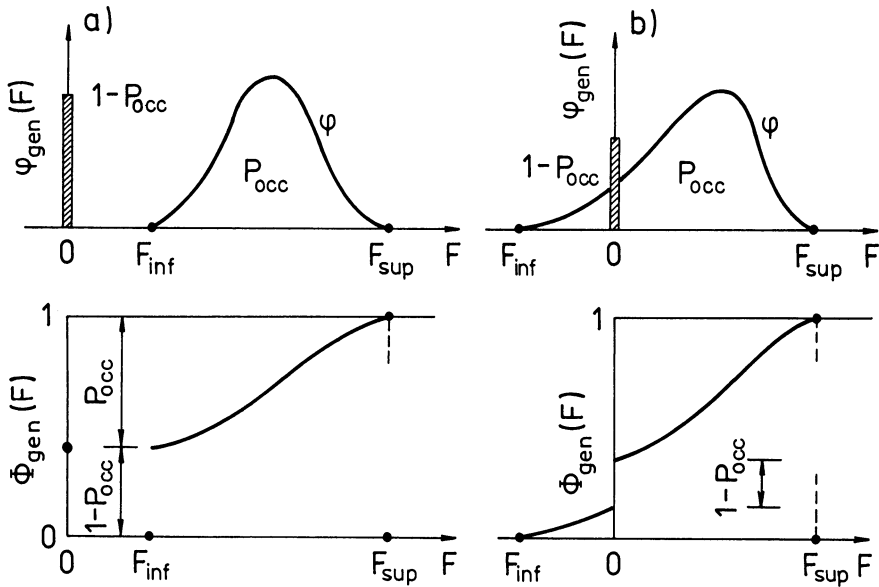 a)
φgen(F)
1-Pocc
φ
Pocc
0
Finf
Fsup
F
b)
φgen(F)
1-Pocc
φ
Pocc
Finf
0
Fsup
F
1
Φgen(F)
Pocc
1-Pocc
0
0
Finf
Fsup
F
1
Φgen(F)
1-Pocc
Finf
0
Fsup
F